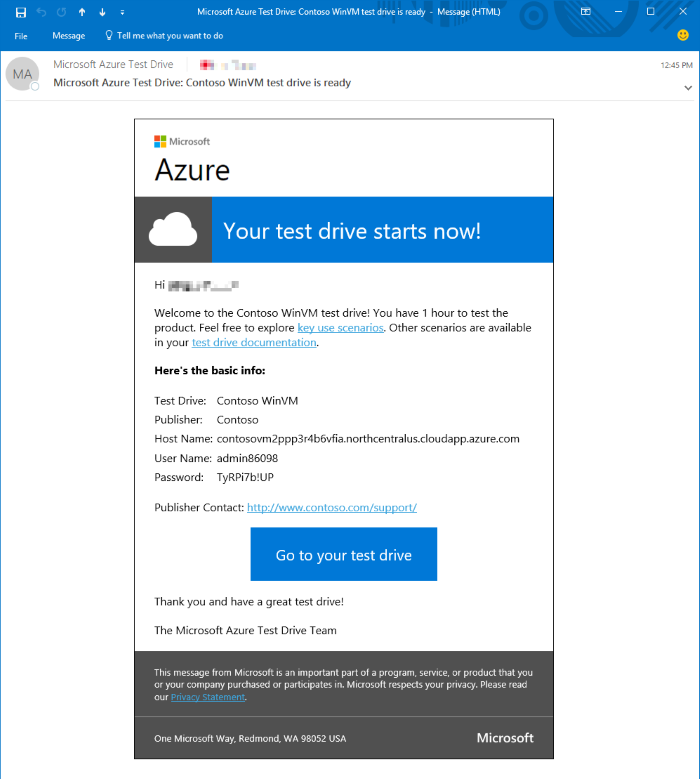 Microsoft Azure Test Drive: Contoso WinVM test drive is ready - Message (HTML)
File Message Tell me what you want to do
MA
Microsoft Azure Test Drive
12:45 PM
Microsoft Azure Test Drive: Contoso WinVM test drive is ready
Microsoft
Azure
Your test drive starts now!
Hi
Welcome to the Contoso WinVM test drive! You have 1 hour to test the
product. Feel free to explore key use scenarios. Other scenarios are available
in your test drive documentation.
Here's the basic info:
Test Drive: Contoso WinVM
Publisher: Contoso
Host Name: contosovm2ppp3r4b6vfia.northcentralus.cloudapp.azure.com
User Name: admin86098
Password: TyRPi7b!UP
Publisher Contact: http://www.contoso.com/support/
Go to your test drive
Thank you and have a great test drive!
The Microsoft Azure Test Drive Team
This message from Microsoft is an important part of a program, service, or product that you
or your company purchased or participates in. Microsoft respects your privacy. Please read
our Privacy Statement.
One Microsoft Way, Redmond, WA 98052 USA
Microsoft